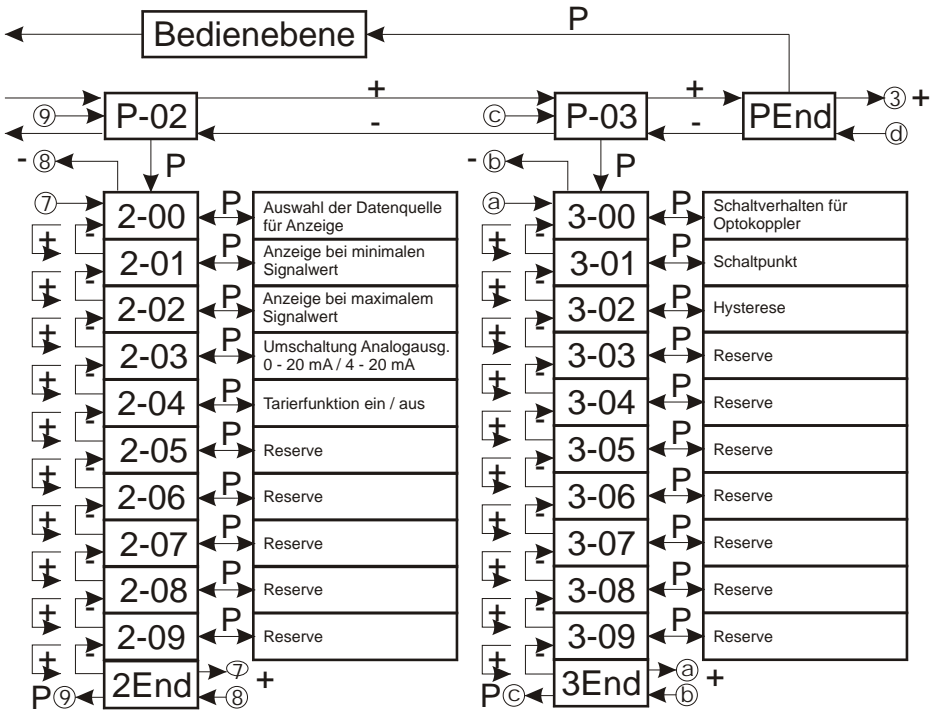 P
Bedienebene
+ +
⑨ P-02 ⓒ P-03 PEnd ③ +
- - ⓓ
- ⑧ P - ⓑ P
⑦ 2-00 P Auswahl der Datenquelle
für Anzeige
+ -
2-01 P Anzeige bei minimalen
Signalwert
+ -
2-02 P Anzeige bei maximalem
Signalwert
+ -
2-03 P Umschaltung Analogausg.
0 - 20 mA / 4 - 20 mA
+ -
2-04 P Tarierfunktion ein / aus
+ -
2-05 P Reserve
+ -
2-06 P Reserve
+ -
2-07 P Reserve
+ -
2-08 P Reserve
+ -
2-09 P Reserve
+ -
P⑨ 2End ⑦ +
⑧
ⓐ 3-00 P Schaltverhalten für
Optokoppler
+ -
3-01 P Schaltpunkt
+ -
3-02 P Hysterese
+ -
3-03 P Reserve
+ -
3-04 P Reserve
+ -
3-05 P Reserve
+ -
3-06 P Reserve
+ -
3-07 P Reserve
+ -
3-08 P Reserve
+ -
3-09 P Reserve
+ -
Pⓒ 3End ⓐ +
ⓑ